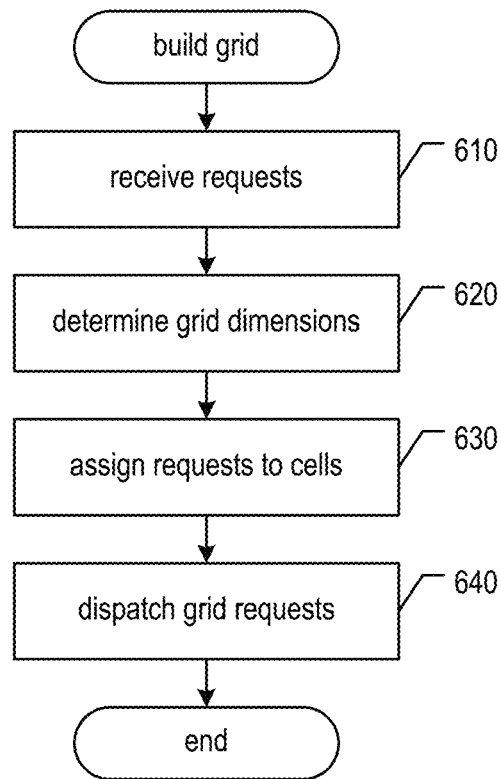 build grid
receive requests
610
determine grid dimensions
620
assign requests to cells
630
dispatch grid requests
640
end